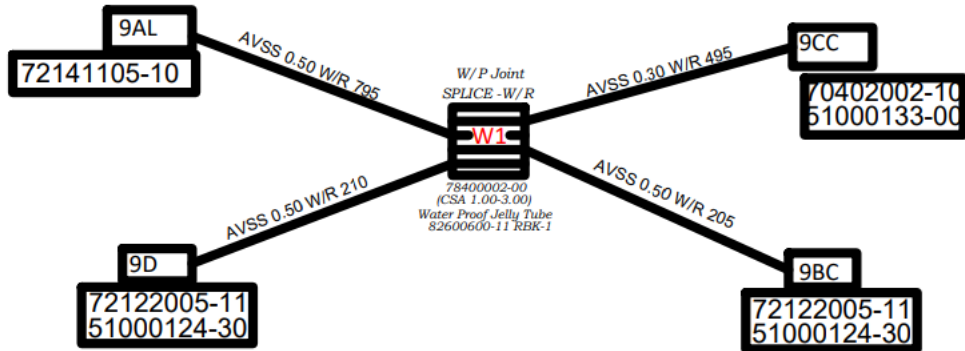 9AL
72141105-10
AVSS 0.50 W/R 795
W/P Joint
SPLICE -W/R
W1
78400002-00
(CSA 1.00-3.00)
Water Proof Jelly Tube
82600600-11 RBK-1
AVSS 0.30 W/R 495
9CC
70402002-10
51000133-00
AVSS 0.50 W/R 210
9D
72122005-11
51000124-30
AVSS 0.50 W/R 205
9BC
72122005-11
51000124-30